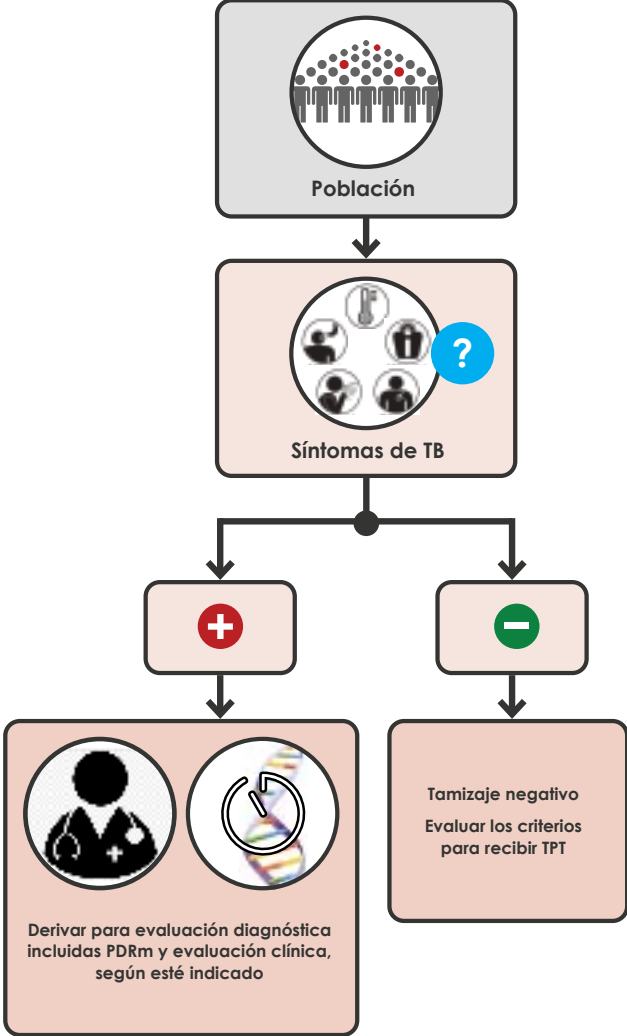 Población
?
Síntomas de TB
Tamizaje negativo
Evaluar los criterios
para recibir TPT
Derivar para evaluación diagnóstica
incluidas PDRm y evaluación clínica,
según esté indicado